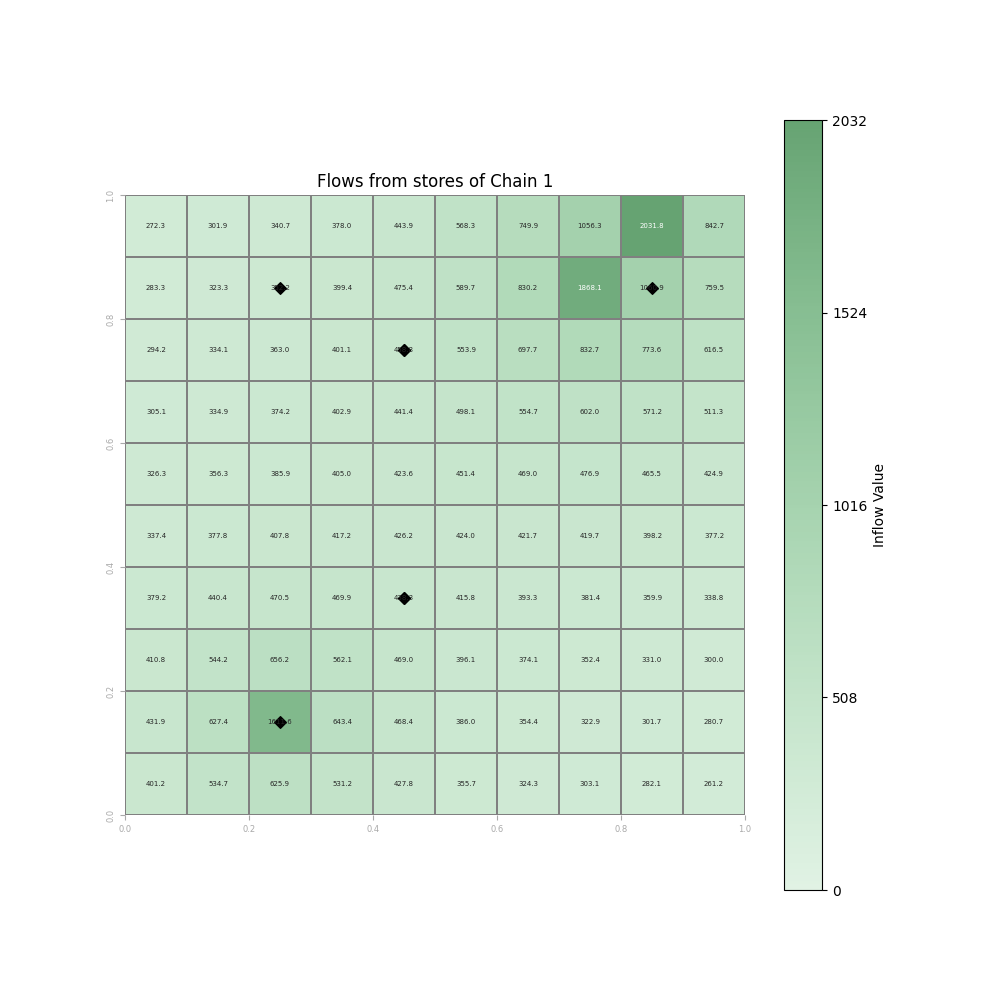 Flows from stores of Chain 1
1.0 272.3 301.9 340.7 378.0 443.9 568.3 749.9 1056.3 2031.8 842.7
283.3 323.3 399.4 475.4 589.7 830.2 1868.1 759.5
0.8
294.2 334.1 363.0 401.1 553.9 697.7 832.7 773.6 616.5
305.1 334.9 374.2 402.9 441.4 498.1 554.7 602.0 571.2 511.3
0.6
326.3 356.3 385.9 405.0 423.6 451.4 469.0 476.9 465.5 424.9
337.4 377.8 407.8 417.2 426.2 424.0 421.7 419.7 398.2 377.2
0.4
379.2 440.4 470.5 469.9 415.8 393.3 381.4 359.9 338.8
410.8 544.2 656.2 562.1 469.0 396.1 374.1 352.4 331.0 300.0
0.2
431.9 627.4 643.4 468.4 386.0 354.4 322.9 301.7 280.7
401.2 534.7 625.9 531.2 427.8 355.7 324.3 303.1 282.1 261.2
0.0
0.0 0.2 0.4 0.6 0.8 1.0
2032
1524
1016
508
0
Inflow Value